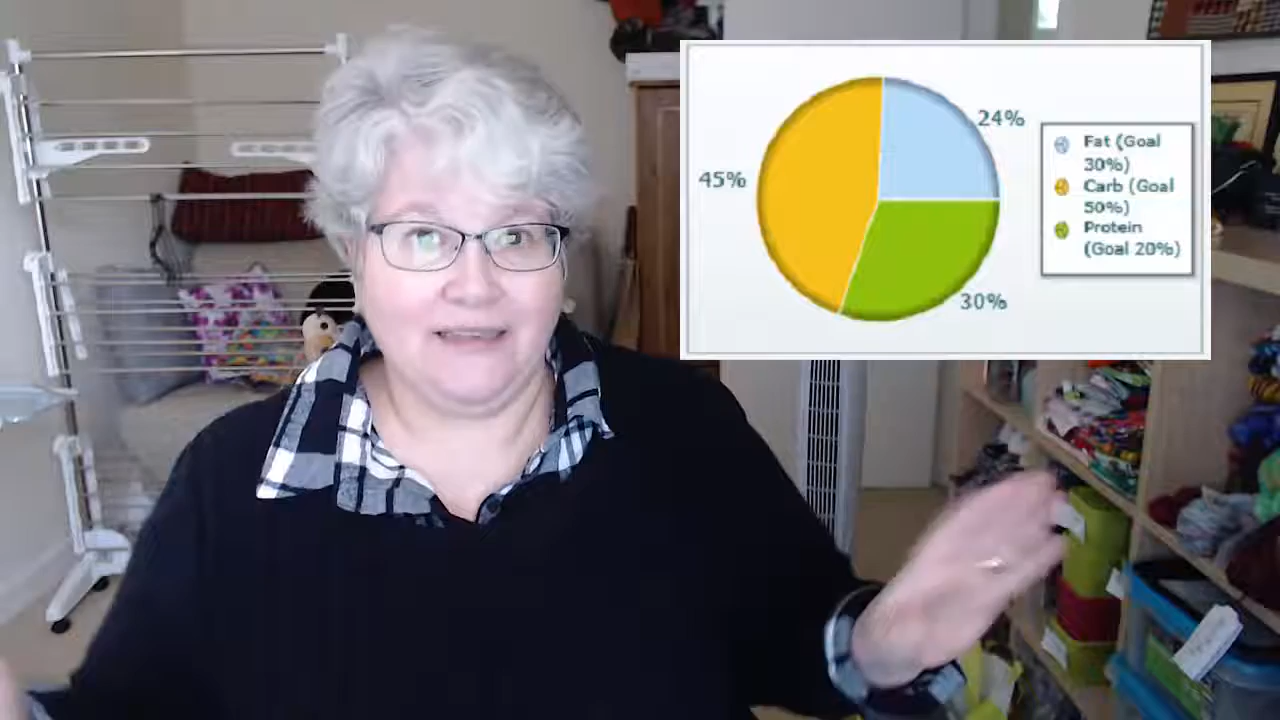 24%
45%
30%
Fat (Goal
30%)
Carb (Goal
50%)
Protein
(Goal 20%)